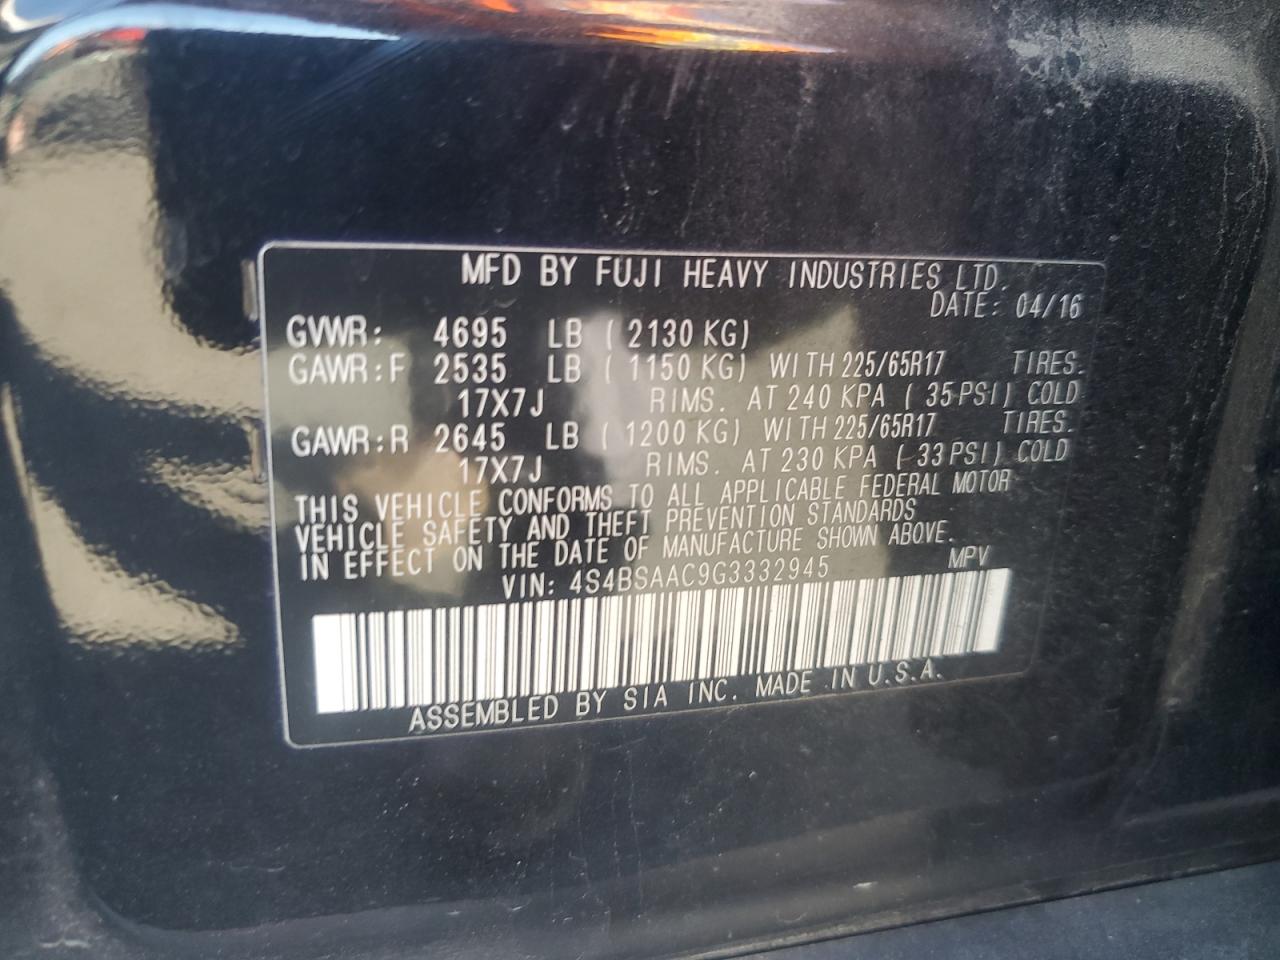 MFD BY FUJI HEAVY INDUSTRIES LTD.
DATE: 04/16
GVWR: 4695 LB ( 2130 KG)
GAWR:F 2535 LB ( 1150 KG) WITH 225/65R17 TIRES.
17X7J RIMS. AT 240 KPA ( 35 PSI) COLD
GAWR:R 2645 LB ( 1200 KG) WITH 225/65R17 TIRES.
17X7J RIMS. AT 230 KPA ( 33 PSI) COLD
THIS VEHICLE CONFORMS TO ALL APPLICABLE FEDERAL MOTOR
VEHICLE SAFETY AND THEFT PREVENTION STANDARDS
IN EFFECT ON THE DATE OF MANUFACTURE SHOWN ABOVE.
VIN: 4S4BSAAC9G3332945 MPV
ASSEMBLED BY SIA INC. MADE IN U.S.A.